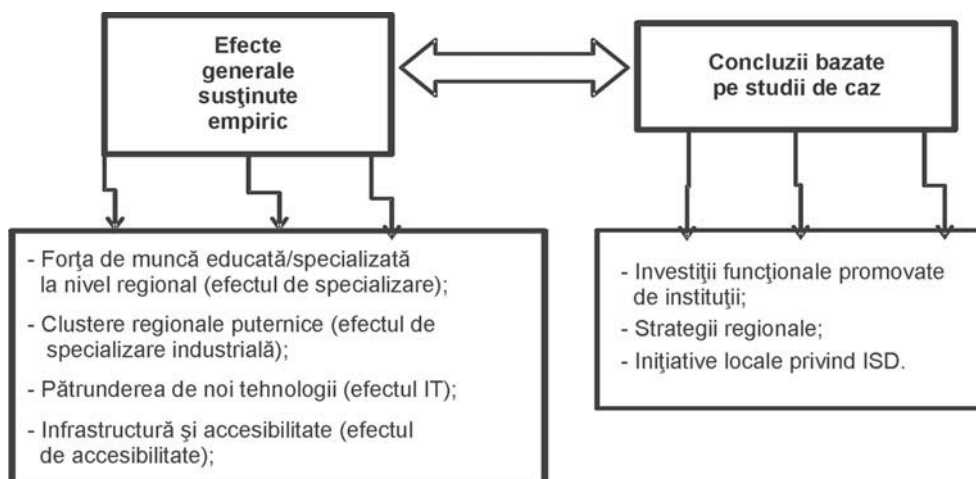 Efecte
generale
susţinute
empiric
Concluzii bazate
pe studii de caz
- Forţa de muncă educată/specializată
la nivel regional (efectul de specializare);
- Clustere regionale puternice (efectul de
specializare industrială);
- Pătrunderea de noi tehnologii (efectul IT);
- Infrastructură şi accesibilitate (efectul
de accesibilitate);
- Investiţii funcţionale promovate
de instituţii;
- Strategii regionale;
- Iniţiative locale privind ISD.